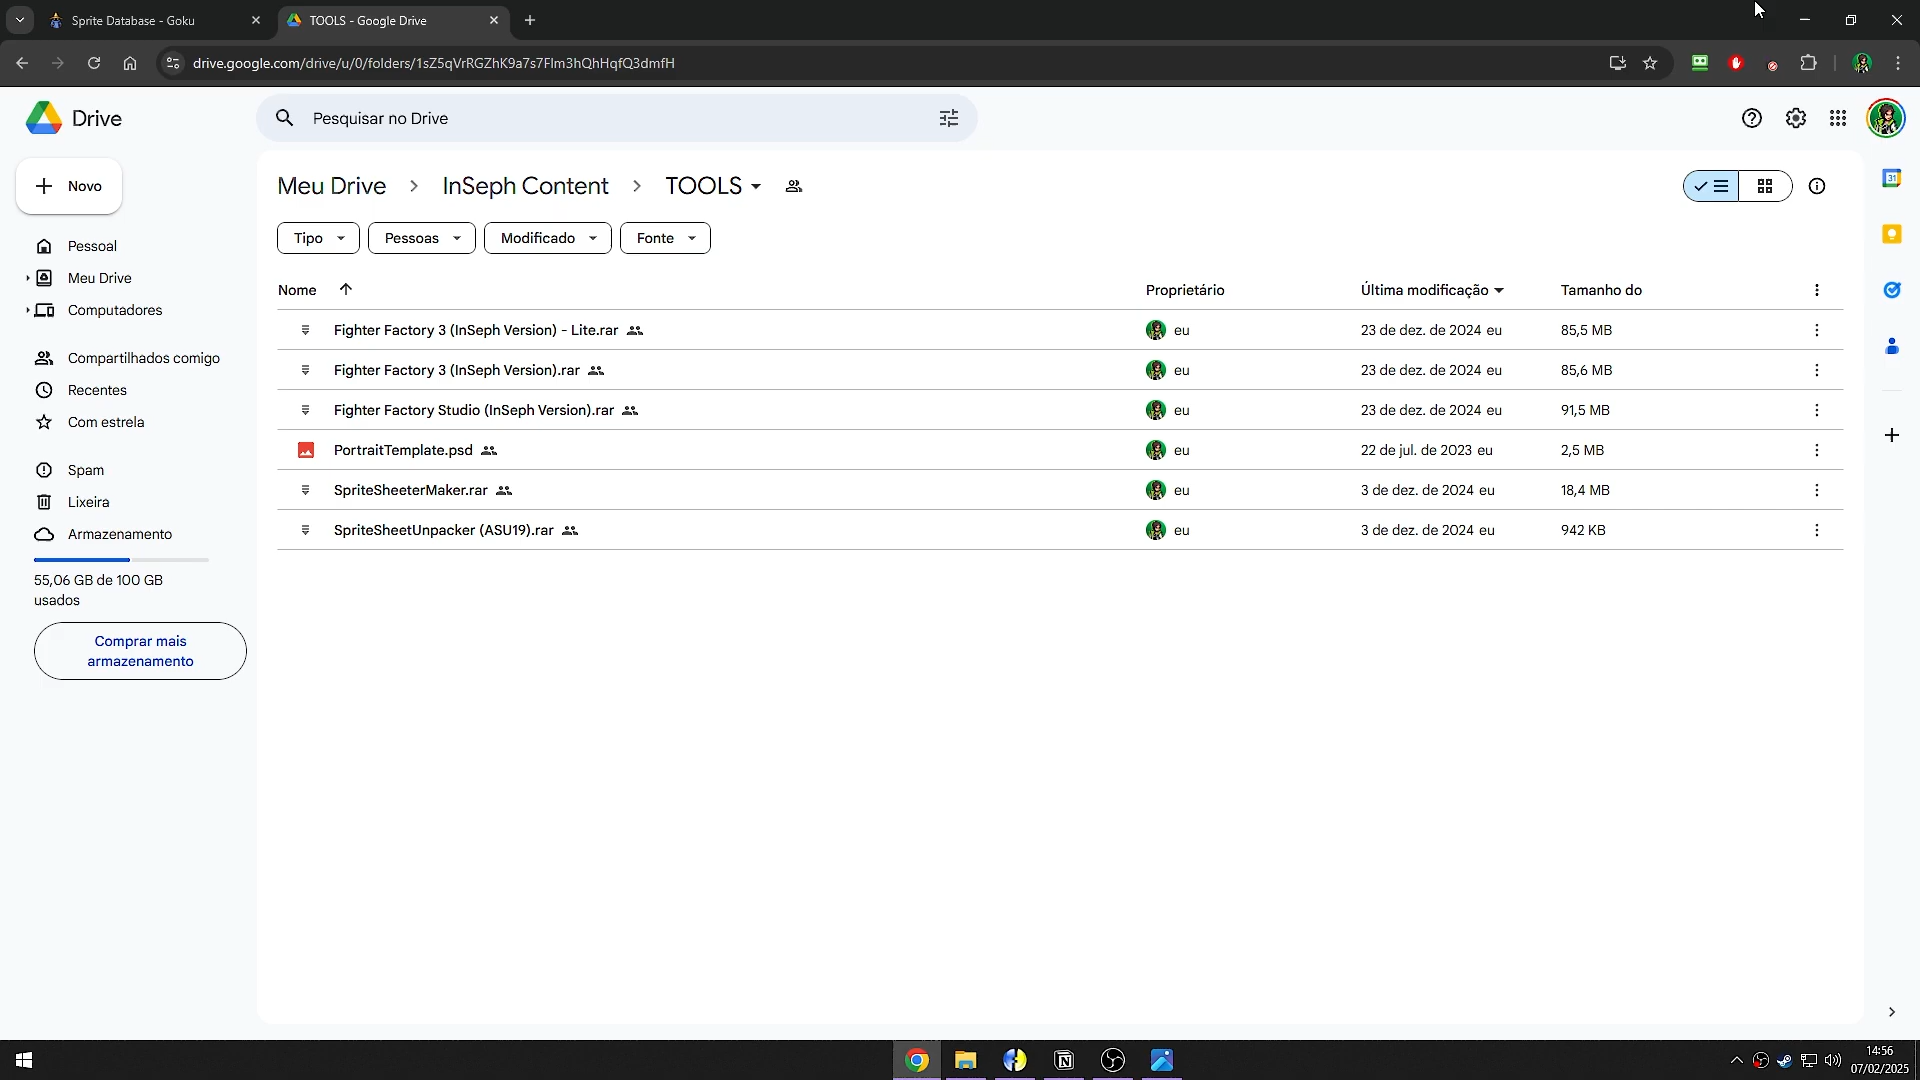 Sprite Database - Goku
TOOLS - Google Drive
drive.google.com/drive/u/0/folders/1sZ5qVrRGZhK9a7s7Flm3hQhHqfQ3dmfH
Drive
Pesquisar no Drive
Novo
Meu Drive
InSeph Content
TOOLS
31
Tipo
Pessoas
Modificado
Fonte
Pessoal
Meu Drive
Computadores
Compartilhados comigo
Recentes
Com estrela
Spam
Lixeira
Armazenamento
55,06 GB de 100 GB
usados
Comprar mais
armazenamento
Nome
Proprietário
Última modificação
Tamanho do
Fighter Factory 3 (InSeph Version) - Lite.rar
eu
23 de dez. de 2024 eu
85,5 MB
Fighter Factory 3 (InSeph Version).rar
eu
23 de dez. de 2024 eu
85,6 MB
Fighter Factory Studio (InSeph Version).rar
eu
23 de dez. de 2024 eu
91,5 MB
PortraitTemplate.psd
eu
22 de jul. de 2023 eu
2,5 MB
SpriteSheeterMaker.rar
eu
3 de dez. de 2024 eu
18,4 MB
SpriteSheetUnpacker (ASU19).rar
eu
3 de dez. de 2024 eu
942 KB
14:56
07/02/2025